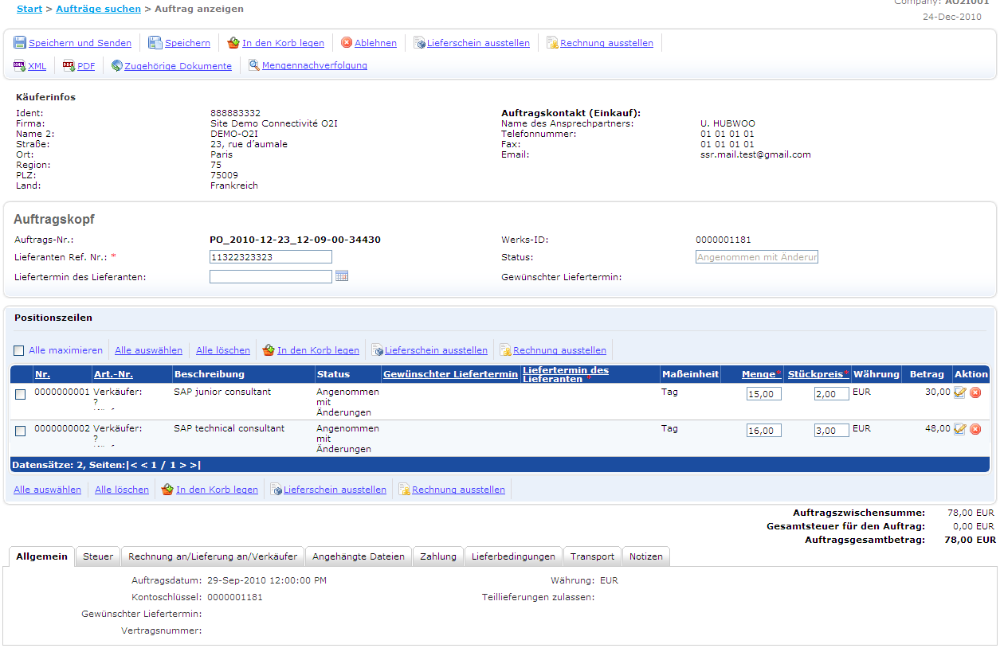 Company: AO2I001
Start > Aufträge suchen > Auftrag anzeigen
24-Dec-2010
Speichern und Senden Speichern In den Korb legen Ablehnen Lieferschein ausstellen Rechnung ausstellen
XML PDF Zugehörige Dokumente Mengennachverfolgung
Käuferinfos
Ident: 888883332 Auftragskontakt (Einkauf):
Firma: Site Demo Connectivité O2I Name des Ansprechpartners: U. HUBWOO
Name 2: DEMO-O2I Telefonnummer: 01 01 01 01
Straße: 23, rue d'aumale Fax: 01 01 01 01
Ort: Paris Email: ssr.mail.test@gmail.com
Region: 75
PLZ: 75009
Land: Frankreich
Auftragskopf
Auftrags-Nr.: PO_2010-12-23_12-09-00-34430 Werks-ID: 0000001181
Lieferanten Ref. Nr.: * 11322323323 Status: Angenommen mit Änderur
Liefertermin des Lieferanten: Gewünschter Liefertermin:
Positionszeilen
Alle maximieren Alle auswählen Alle löschen In den Korb legen Lieferschein ausstellen Rechnung ausstellen
Nr. Art.-Nr. Beschreibung Status Gewünschter Liefertermin Liefertermin des Lieferanten * Maßeinheit Menge* Stückpreis* Währung Betrag Aktion
0000000001 Verkäufer: SAP junior consultant Angenommen Tag 15,00 2,00 EUR 30,00
? mit
Änderungen
0000000002 Verkäufer: SAP technical consultant Angenommen Tag 16,00 3,00 EUR 48,00
? mit
Änderungen
Datensätze: 2, Seiten:|< < 1 / 1 > >|
Alle auswählen Alle löschen In den Korb legen Lieferschein ausstellen Rechnung ausstellen
Auftragszwischensumme: 78,00 EUR
Gesamtsteuer für den Auftrag: 0,00 EUR
Auftragsgesamtbetrag: 78,00 EUR
Allgemein Steuer Rechnung an/Lieferung an/Verkäufer Angehängte Dateien Zahlung Lieferbedingungen Transport Notizen
Auftragsdatum: 29-Sep-2010 12:00:00 PM Währung: EUR
Kontoschlüssel: 0000001181 Teillieferungen zulassen:
Gewünschter Liefertermin:
Vertragsnummer: